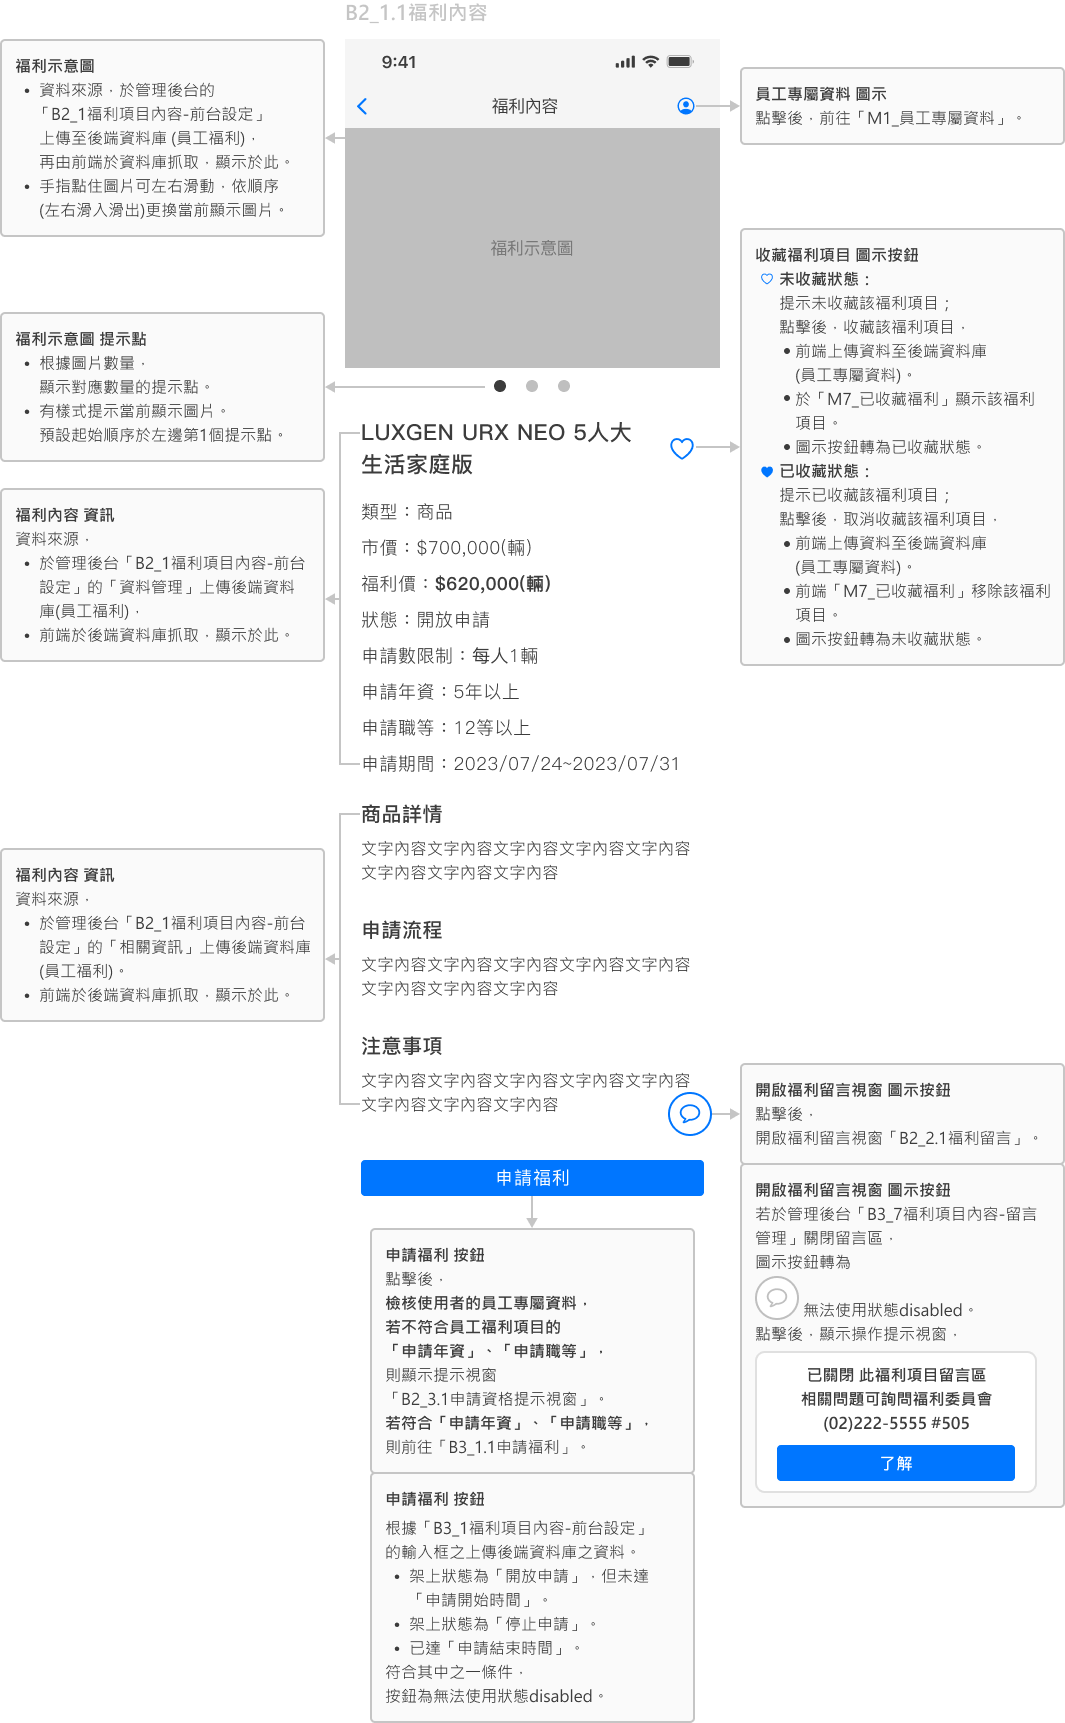 B2_1.1福利內容
福利示意圖
• 資料來源，於管理後台的
「B2_1福利項目內容-前台設定」
上傳至後端資料庫 (員工福利)，
再由前端於資料庫抓取，顯示於此。
• 手指點住圖片可左右滑動，依順序
(左右滑入滑出)更換當前顯示圖片。
福利示意圖 提示點
• 根據圖片數量，
顯示對應數量的提示點。
• 有樣式提示當前顯示圖片。
預設起始順序於左邊第1個提示點。
福利內容 資訊
資料來源，
• 於管理後台「B2_1福利項目內容-前台
設定」的「資料管理」上傳後端資料
庫(員工福利)，
• 前端於後端資料庫抓取，顯示於此。
福利內容 資訊
資料來源，
• 於管理後台「B2_1福利項目內容-前台
設定」的「相關資訊」上傳後端資料庫
(員工福利)。
• 前端於後端資料庫抓取，顯示於此。
9:41
福利內容
福利示意圖
LUXGEN URX NEO 5人大
生活家庭版
類型：商品
市價：$700,000(輛)
福利價：$620,000(輛)
狀態：開放申請
申請數限制：每人1輛
申請年資：5年以上
申請職等：12等以上
申請期間：2023/07/24~2023/07/31
商品詳情
文字內容文字內容文字內容文字內容文字內容
文字內容文字內容文字內容
申請流程
文字內容文字內容文字內容文字內容文字內容
文字內容文字內容文字內容
注意事項
文字內容文字內容文字內容文字內容文字內容
文字內容文字內容文字內容
申請福利
申請福利 按鈕
點擊後，
檢核使用者的員工專屬資料，
若不符合員工福利項目的
「申請年資」、「申請職等」，
則顯示提示視窗
「B2_3.1申請資格提示視窗」。
若符合「申請年資」、「申請職等」，
則前往「B3_1.1申請福利」。
申請福利 按鈕
根據「B3_1福利項目內容-前台設定」
的輸入框之上傳後端資料庫之資料。
• 架上狀態為「開放申請」，但未達
「申請開始時間」。
• 架上狀態為「停止申請」。
• 已達「申請結束時間」。
符合其中之一條件，
按鈕為無法使用狀態disabled。
員工專屬資料 圖示
點擊後，前往「M1_員工專屬資料」。
收藏福利項目 圖示按鈕
未收藏狀態：
提示未收藏該福利項目；
點擊後，收藏該福利項目，
• 前端上傳資料至後端資料庫
(員工專屬資料)。
• 於「M7_已收藏福利」顯示該福利
項目。
• 圖示按鈕轉為已收藏狀態。
已收藏狀態：
提示已收藏該福利項目；
點擊後，取消收藏該福利項目，
• 前端上傳資料至後端資料庫
(員工專屬資料)。
• 前端「M7_已收藏福利」移除該福利
項目。
• 圖示按鈕轉為未收藏狀態。
開啟福利留言視窗 圖示按鈕
點擊後，
開啟福利留言視窗「B2_2.1福利留言」。
開啟福利留言視窗 圖示按鈕
若於管理後台「B3_7福利項目內容-留言
管理」關閉留言區，
圖示按鈕轉為
無法使用狀態disabled。
點擊後，顯示操作提示視窗，
已關閉 此福利項目留言區
相關問題可詢問福利委員會
(02)222-5555 #505
了解